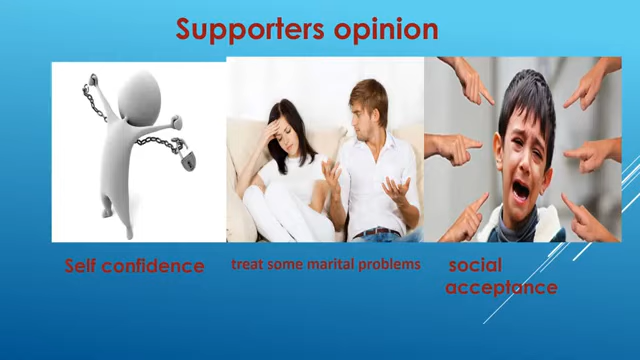 Supporters opinion
Self confidence
treat some marital problems
social
acceptance